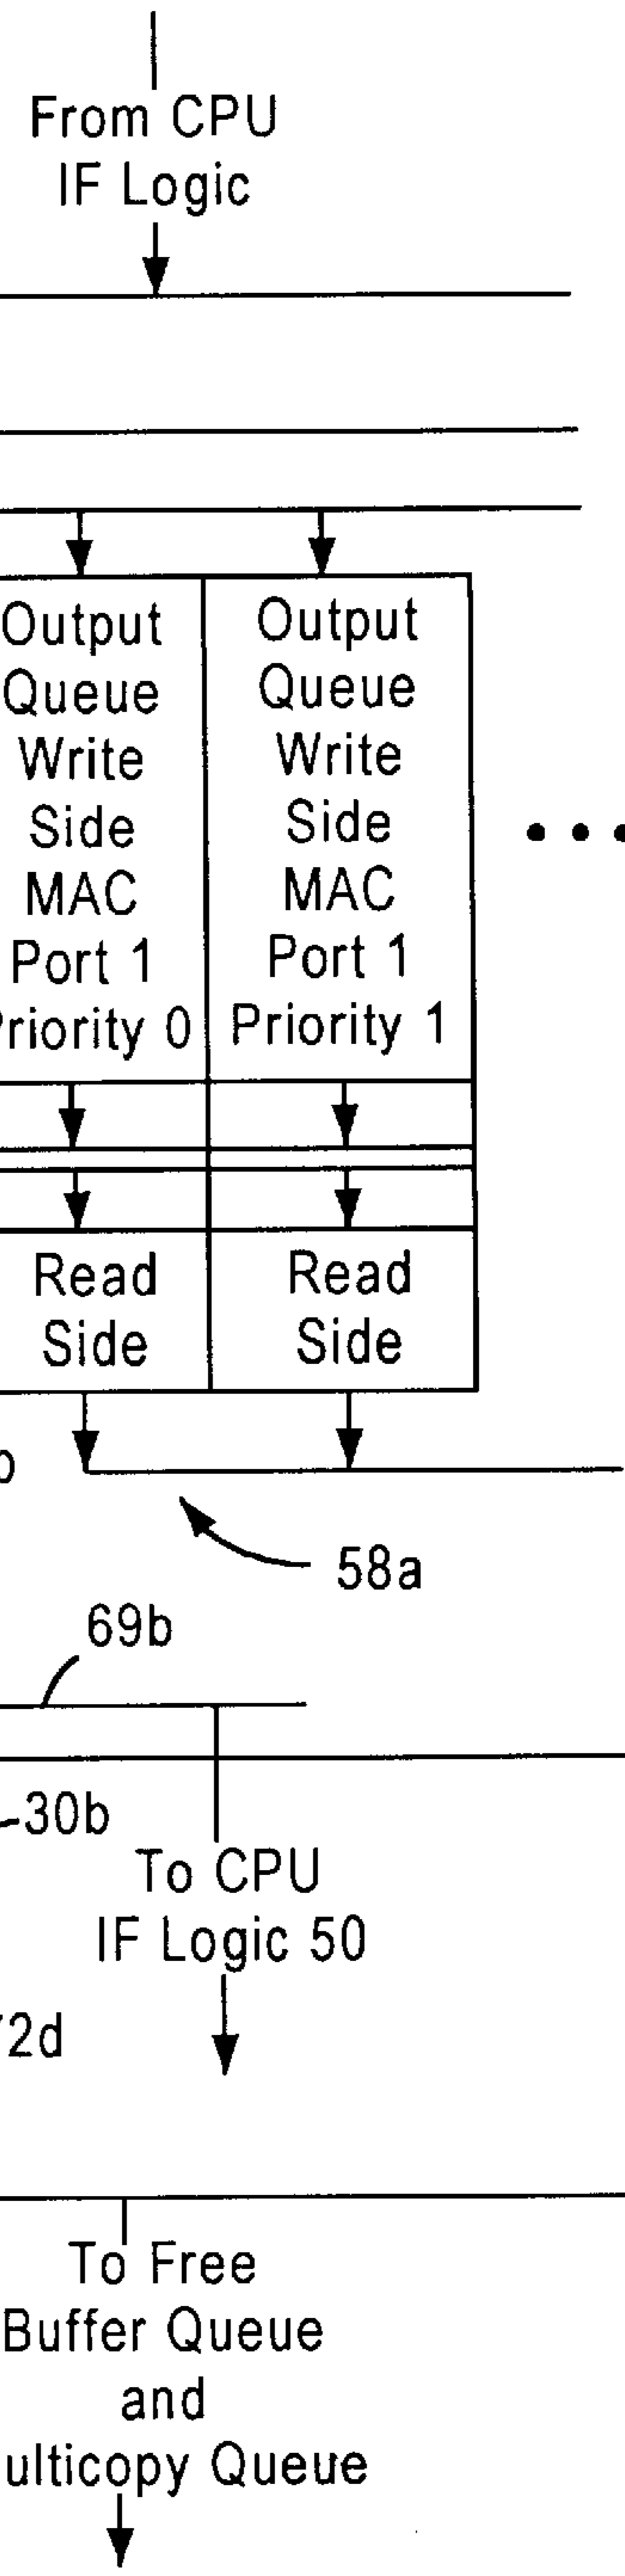 From CPU
IF Logic
Output
Queue
Write
Side
MAC
Port 1
Priority 0
Output
Queue
Write
Side
MAC
Port 1
Priority 1
Read
Side
Read
Side
58a
69b
30b
To CPU
IF Logic 50
72d
To Free
Buffer Queue
and
ulticopy Queue